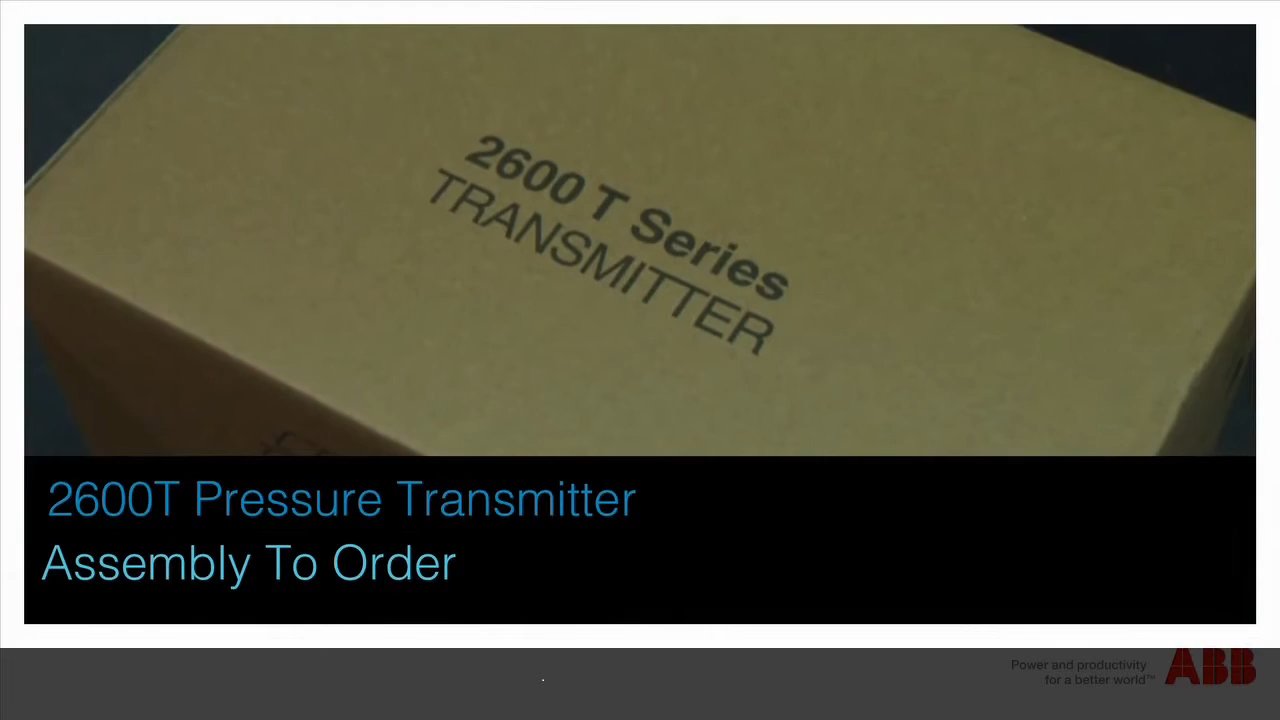 2600 T Series
TRANSMITTER
2600T Pressure Transmitter
Assembly To Order
Power and productivity
for a better world™
ABB